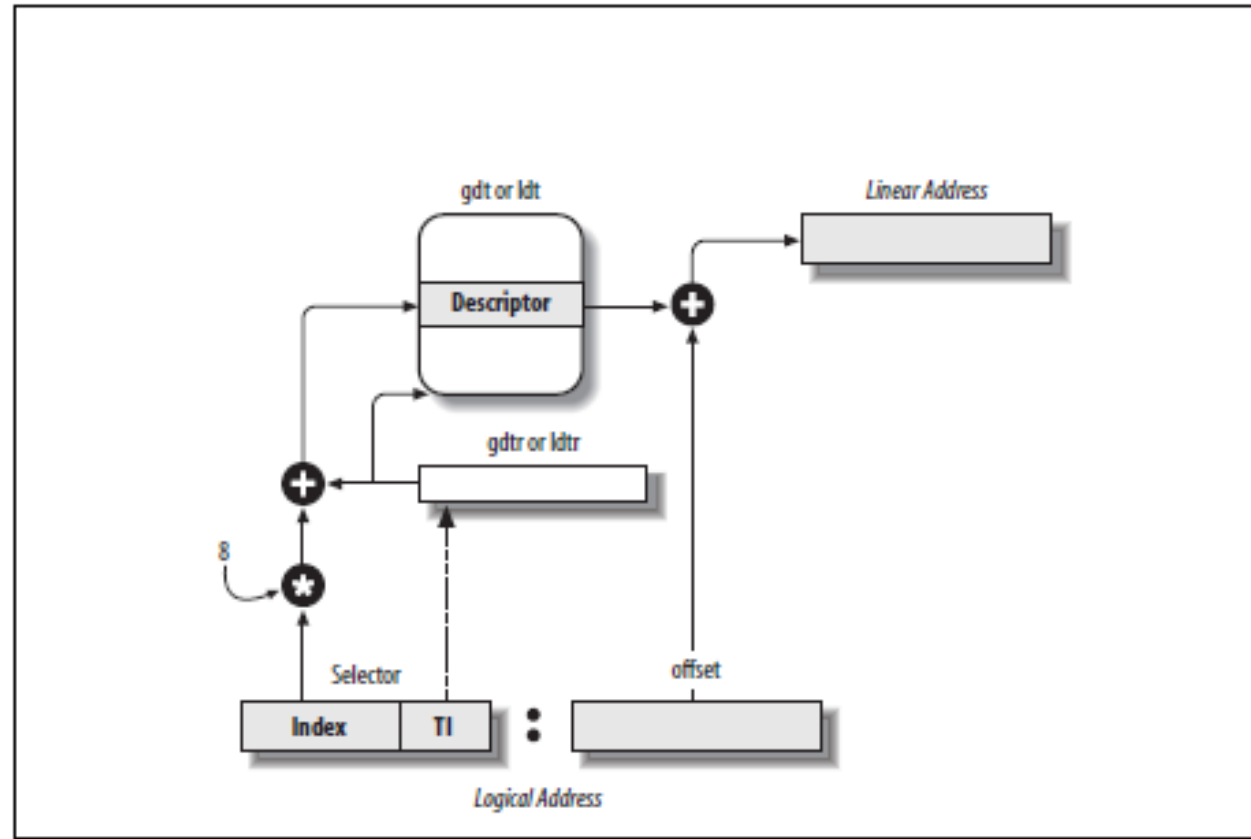 gdt or ldt
Linear Address
Descriptor
+
gdtr or ldtr
+
8
*
Selector
offset
Index
TI
:
Logical Address